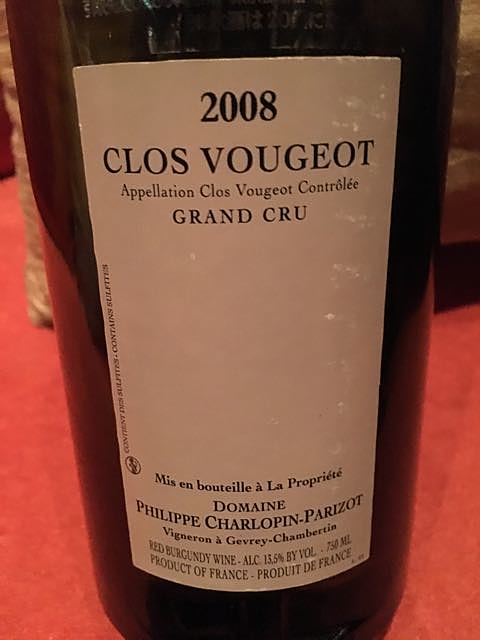 2008
CLOS VOUGEOT
Appellation Clos Vougeot Contrôlée
GRAND CRU
CONTIENT DES SULFITES - CONTAINS SULFITES
Mis en bouteille à La Propriété
DOMAINE
PHILIPPE CHARLOPIN-PARIZOT
Vigneron à Gevrey-Chambertin
RED BURGUNDY WINE - ALC. 13,5% BY VOL. - 750 ML
PRODUCT OF FRANCE - PRODUIT DE FRANCE